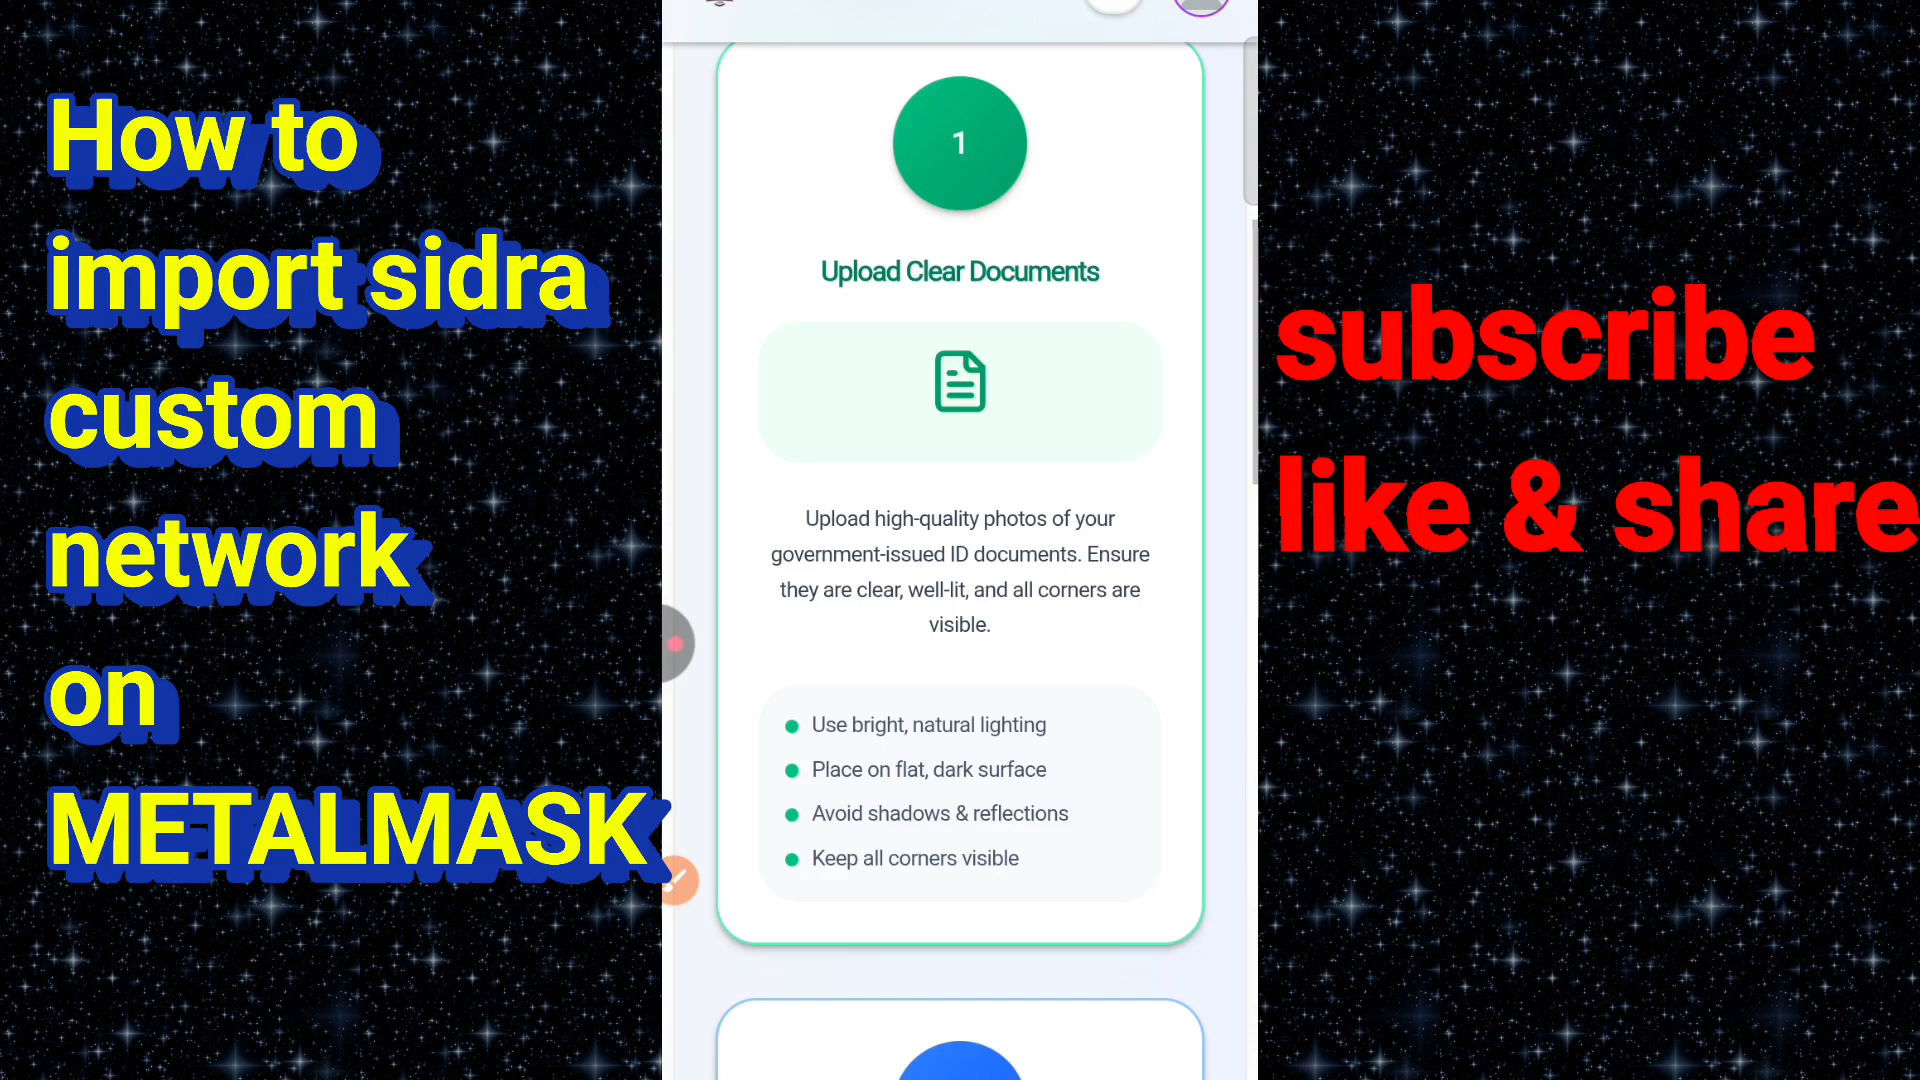 How to
import sidra
custom
network
on
METALMASK
1
Upload Clear Documents
Upload high-quality photos of your
government-issued ID documents. Ensure
they are clear, well-lit, and all corners are
visible.
Use bright, natural lighting
Place on flat, dark surface
Avoid shadows & reflections
Keep all corners visible
subscribe
like & share